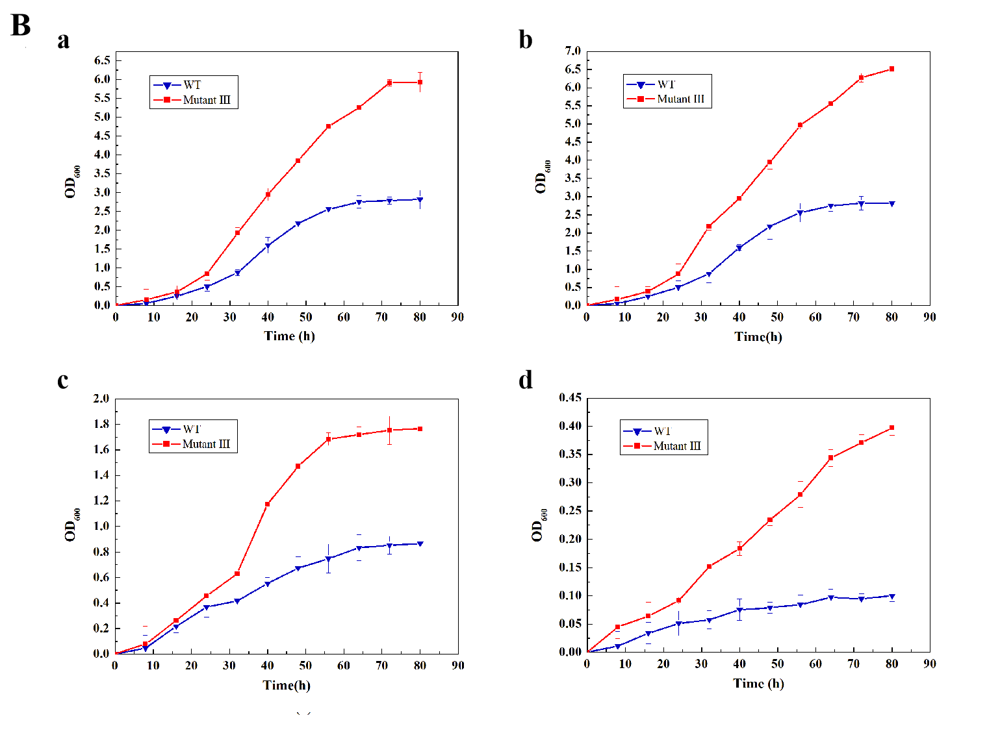 B
a
6.5
6.0
5.5
5.0
4.5
4.0
3.5
3.0
2.5
2.0
1.5
1.0
0.5
0.0
OD600
WT
Mutant III
0 10 20 30 40 50 60 70 80 90
Time (h)
b
7.0
6.5
6.0
5.5
5.0
4.5
4.0
3.5
3.0
2.5
2.0
1.5
1.0
0.5
0.0
OD600
WT
Mutant III
0 10 20 30 40 50 60 70 80 90
Time(h)
c
2.0
1.8
1.6
1.4
1.2
1.0
0.8
0.6
0.4
0.2
0.0
OD600
WT
Mutant III
0 10 20 30 40 50 60 70 80 90
Time(h)
d
0.45
0.40
0.35
0.30
0.25
0.20
0.15
0.10
0.05
0.00
OD600
WT
Mutant III
0 10 20 30 40 50 60 70 80 90
Time (h)